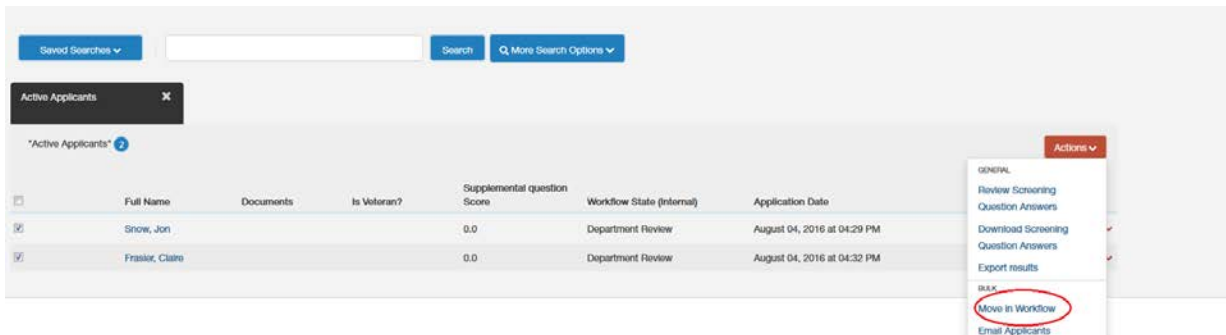 Saved Searches
Search
More Search Options
Active Applicants
"Active Applicants" 2
Actions
GENERAL
Review Screening
Question Answers
Download Screening
Question Answers
Export results
BULK
Move in Workflow
Email Applicants
Full Name Documents Is Veteran? Supplemental question Score Workflow State (Internal) Application Date
Snow, Jon 0.0 Department Review August 04, 2016 at 04:29 PM
Frasier, Claire 0.0 Department Review August 04, 2016 at 04:32 PM